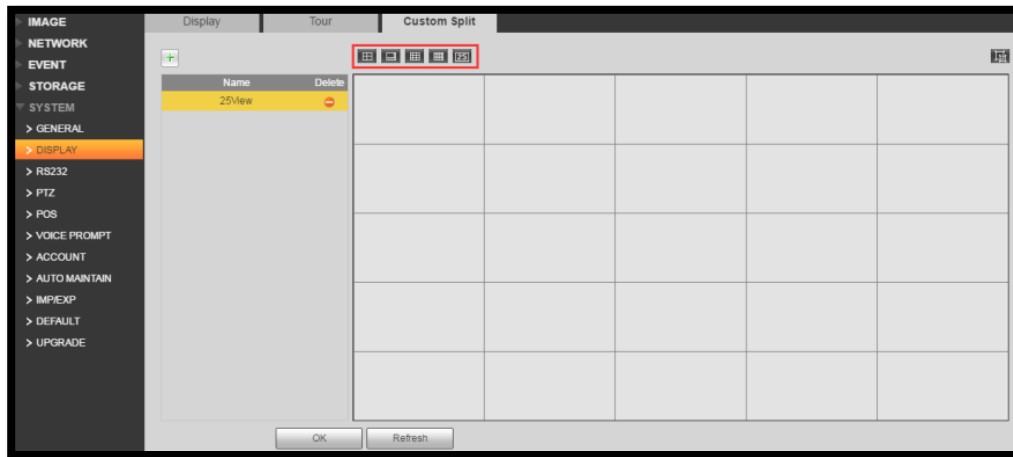 IMAGE
NETWORK
EVENT
STORAGE
SYSTEM
> GENERAL
> DISPLAY
> RS232
> PTZ
> POS
> VOICE PROMPT
> ACCOUNT
> AUTO MAINTAIN
> IMP/EXP
> DEFAULT
> UPGRADE
Display Tour Custom Split
25
Name Delete
25View
OK Refresh